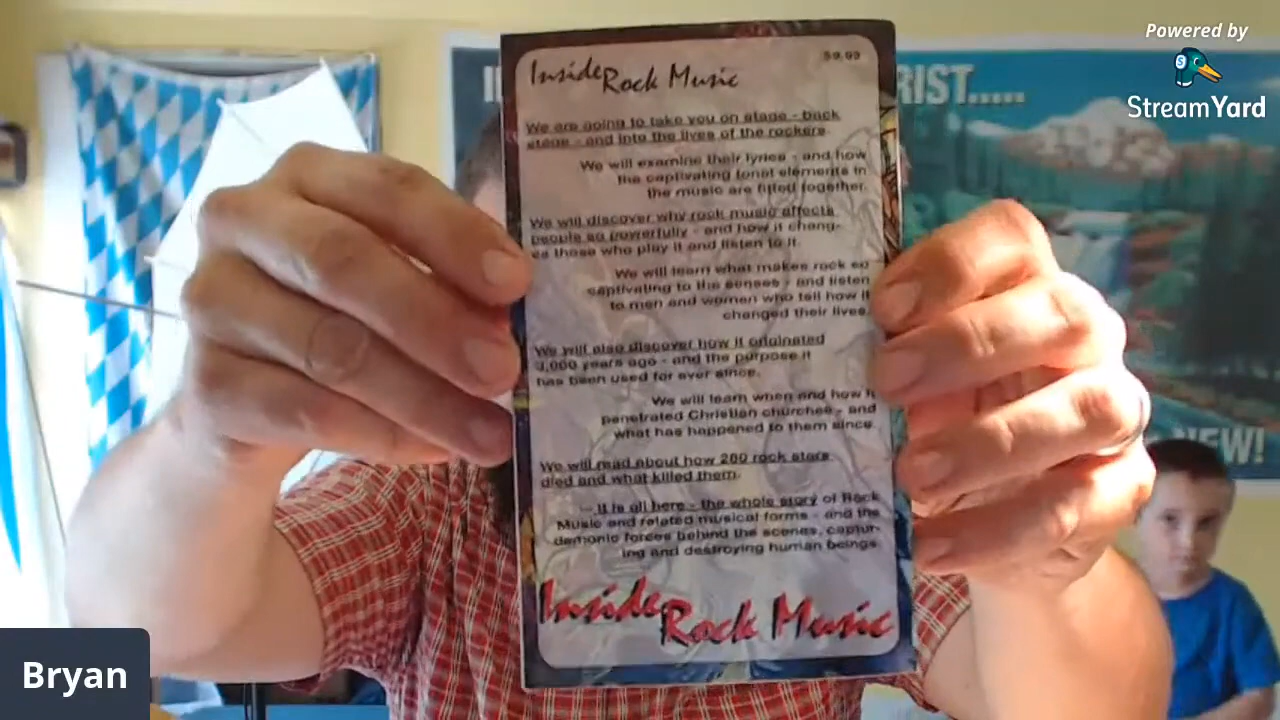 Powered by
StreamYard
RIST.....
NEW!
Inside Rock Music
$9.99
We are going to take you on stage - back
stage - and into the lives of the rockers.
We will examine their lyrics - and how
the captivating tonal elements in
the music are fitted together.
We will discover why rock music affects
people so powerfully - and how it chang-
es those who play it and listen to it.
We will learn what makes rock so
captivating to the senses - and listen
to men and women who tell how it
changed their lives.
We will also discover how it originated
3,000 years ago - and the purpose it
has been used for ever since.
We will learn when and how it
penetrated Christian churches - and
what has happened to them since.
We will read about how 280 rock stars
died and what killed them.
— It is all here - the whole story of Rock
Music and related musical forms - and the
demonic forces behind the scenes, captur-
ing and destroying human beings.
Inside Rock Music
Bryan